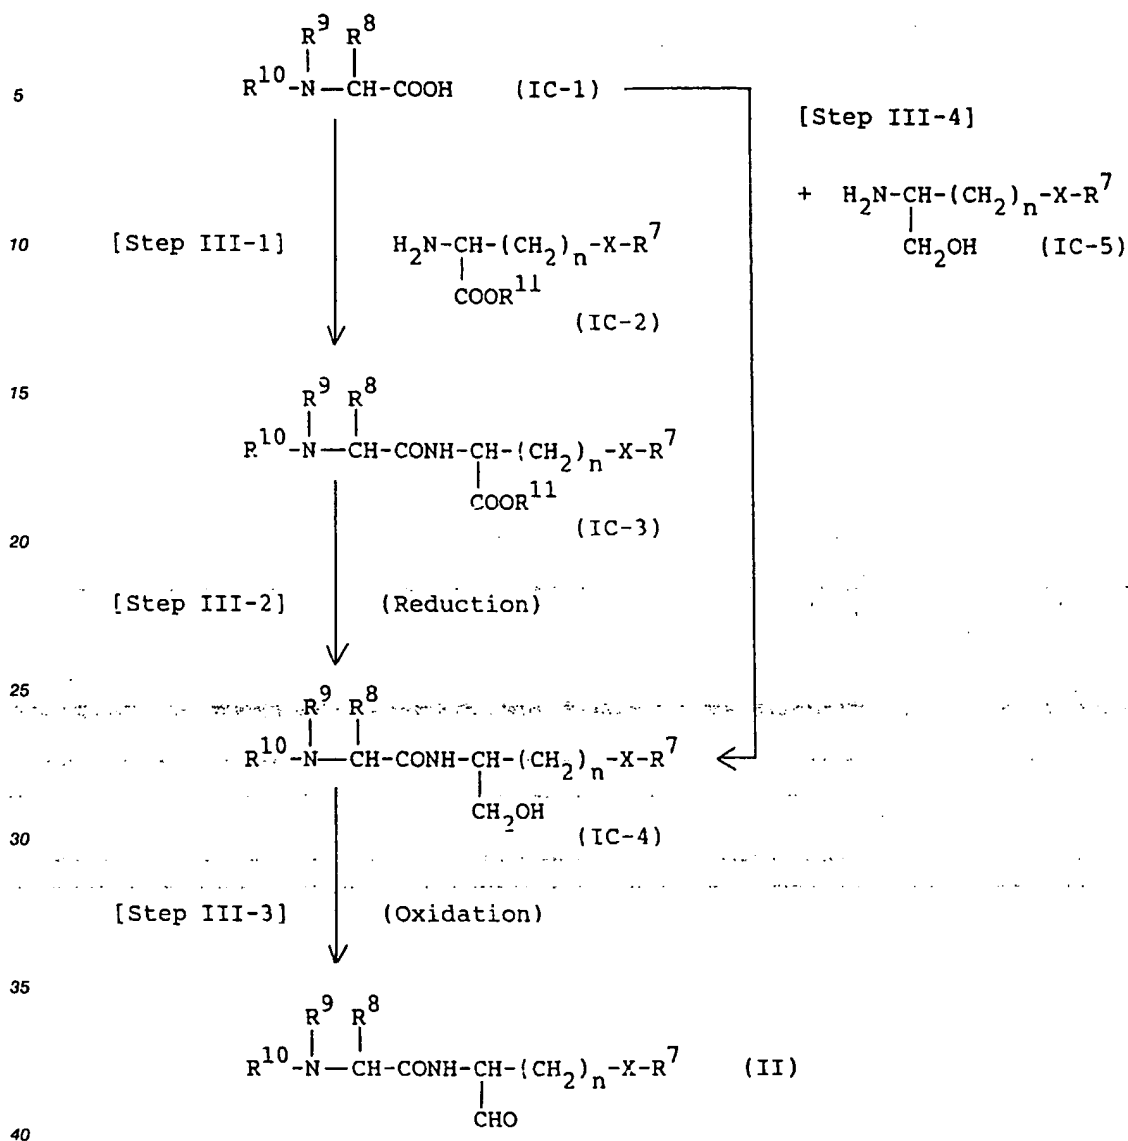 R⁹ R⁸
5 R¹⁰-N—CH-COOH (IC-1)
[Step III-4]
+ H₂N-CH-(CH₂)ₙ-X-R⁷
CH₂OH (IC-5)
10 [Step III-1] H₂N-CH-(CH₂)ₙ-X-R⁷
COOR¹¹
(IC-2)
15 R⁹ R⁸
R¹⁰-N—CH-CONH-CH-(CH₂)ₙ-X-R⁷
COOR¹¹
(IC-3)
20
[Step III-2] (Reduction)
25 R⁹ R⁸
R¹⁰-N—CH-CONH-CH-(CH₂)ₙ-X-R⁷
CH₂OH
30 (IC-4)
[Step III-3] (Oxidation)
35
R⁹ R⁸
R¹⁰-N—CH-CONH-CH-(CH₂)ₙ-X-R⁷ (II)
CHO
40